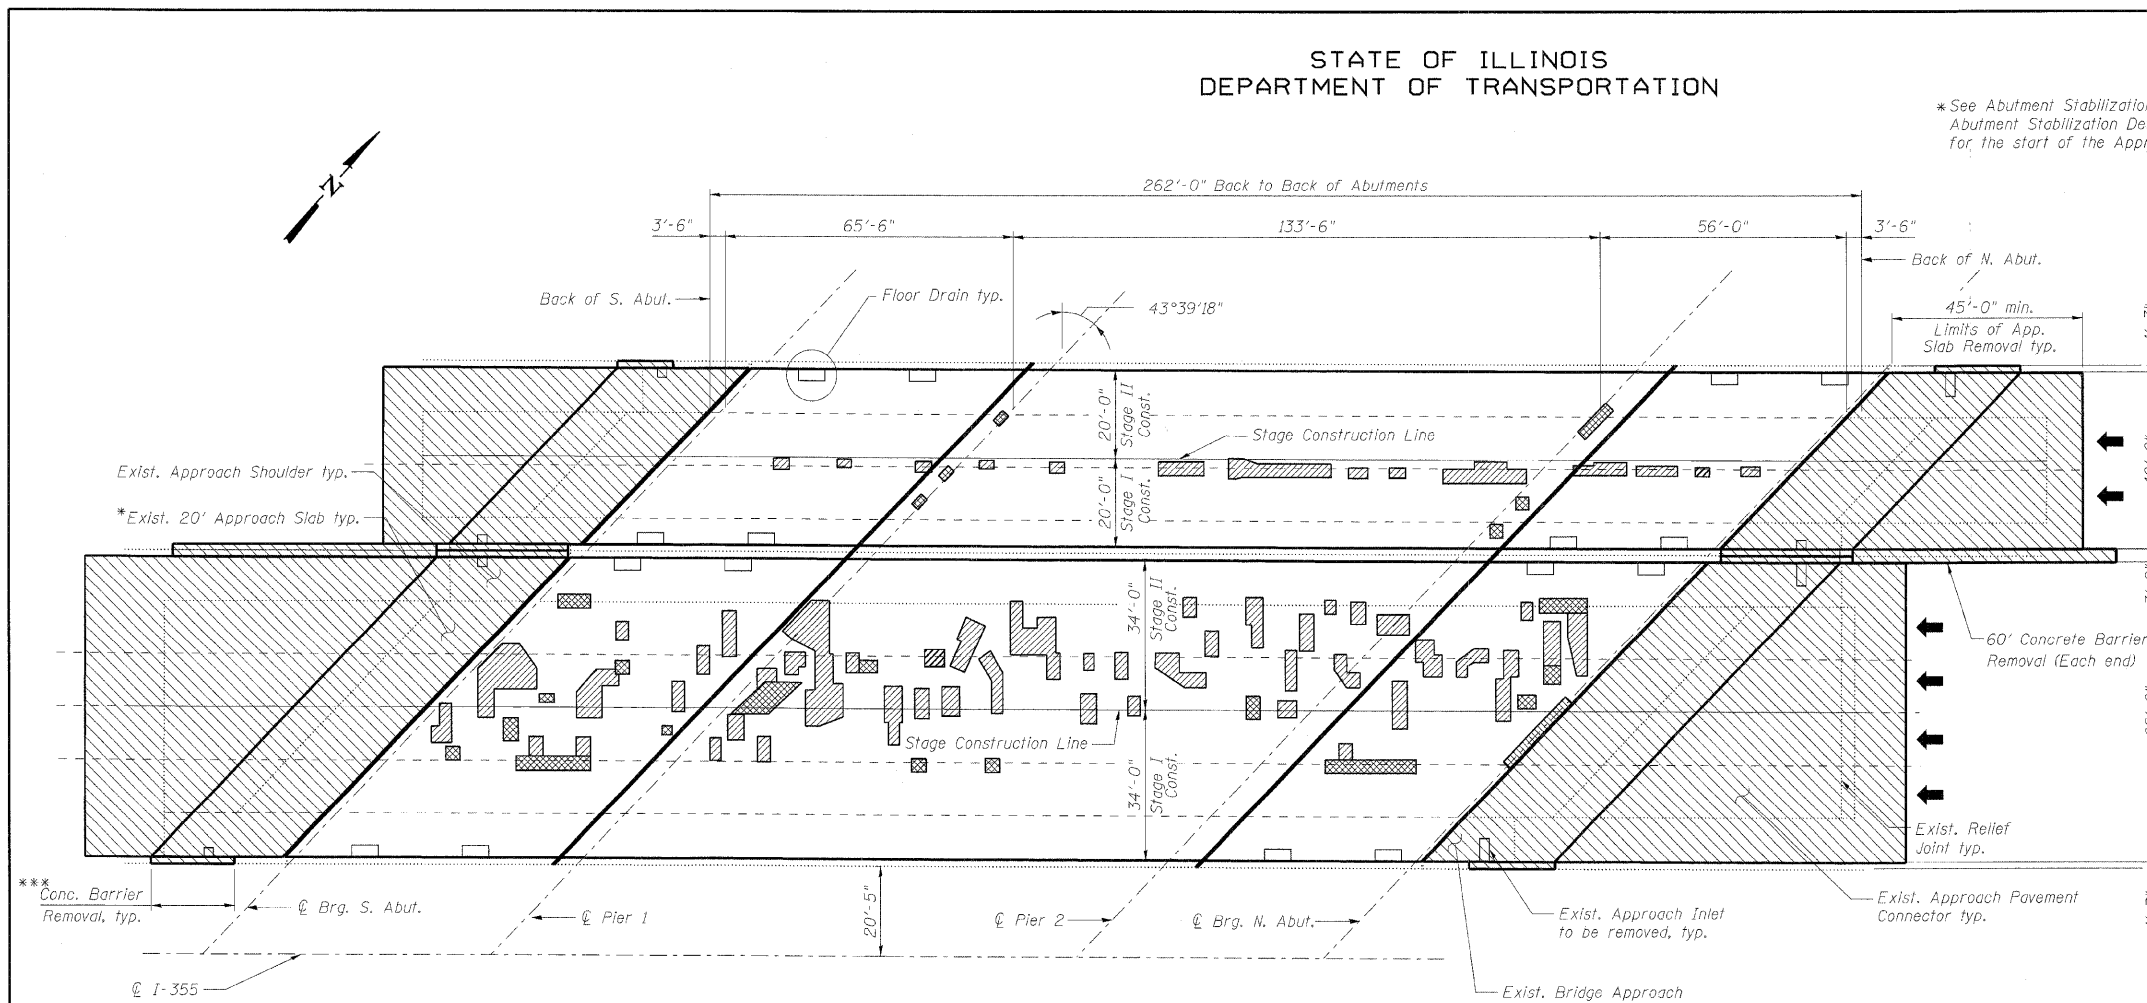 STATE OF ILLINOIS
DEPARTMENT OF TRANSPORTATION
* See Abutment Stabilization
Abutment Stabilization
for the start of the
-N-
262'-0" Back to Back of Abutments
3'-6"
65'-6"
133'-6"
56'-0"
3'-6"
Back of S. Abut.
Floor Drain typ.
43°39'18"
Back of N. Abut.
45'-0" min.
Limits of App.
Slab Removal typ.
20'-0"
Stage II
Const.
Stage Construction Line
20'-0"
Stage I
Const.
Exist. Approach Shoulder typ.
*Exist. 20' Approach Slab typ.
34'-0"
Stage II
Const.
60' Concrete Barrier
Removal (Each end)
Stage Construction Line
34'-0"
Stage I
Const.
Exist. Relief
Joint typ.
***
Conc. Barrier
Removal, typ.
℄ Brg. S. Abut.
℄ Pier 1
20'-5"
℄ Pier 2
℄ Brg. N. Abut.
Exist. Approach Inlet
to be removed, typ.
Exist. Approach Pavement
Connector typ.
℄ I-355
Exist. Bridge Approach